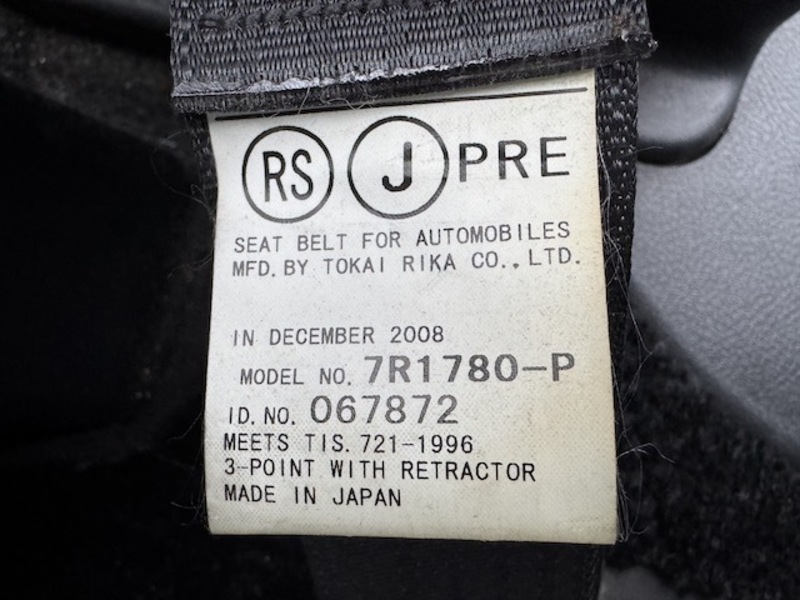 RS J PRE
SEAT BELT FOR AUTOMOBILES
MFD. BY TOKAI RIKA CO., LTD.
IN DECEMBER 2008
MODEL NO. 7R1780-P
ID. NO. 067872
MEETS TIS. 721-1996
3-POINT WITH RETRACTOR
MADE IN JAPAN